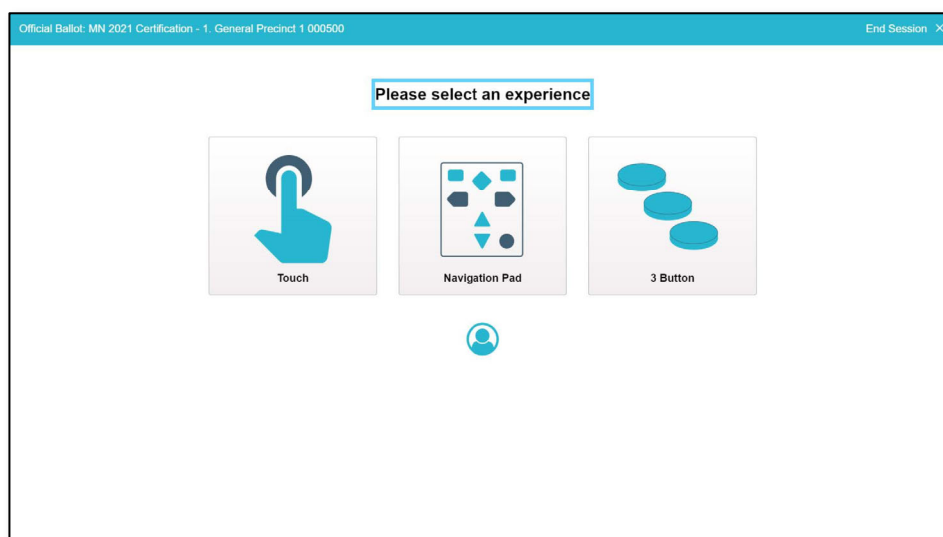 Official Ballot: MN 2021 Certification - 1. General Precinct 1 000500
End Session ×
Please select an experience
Touch
Navigation Pad
3 Button